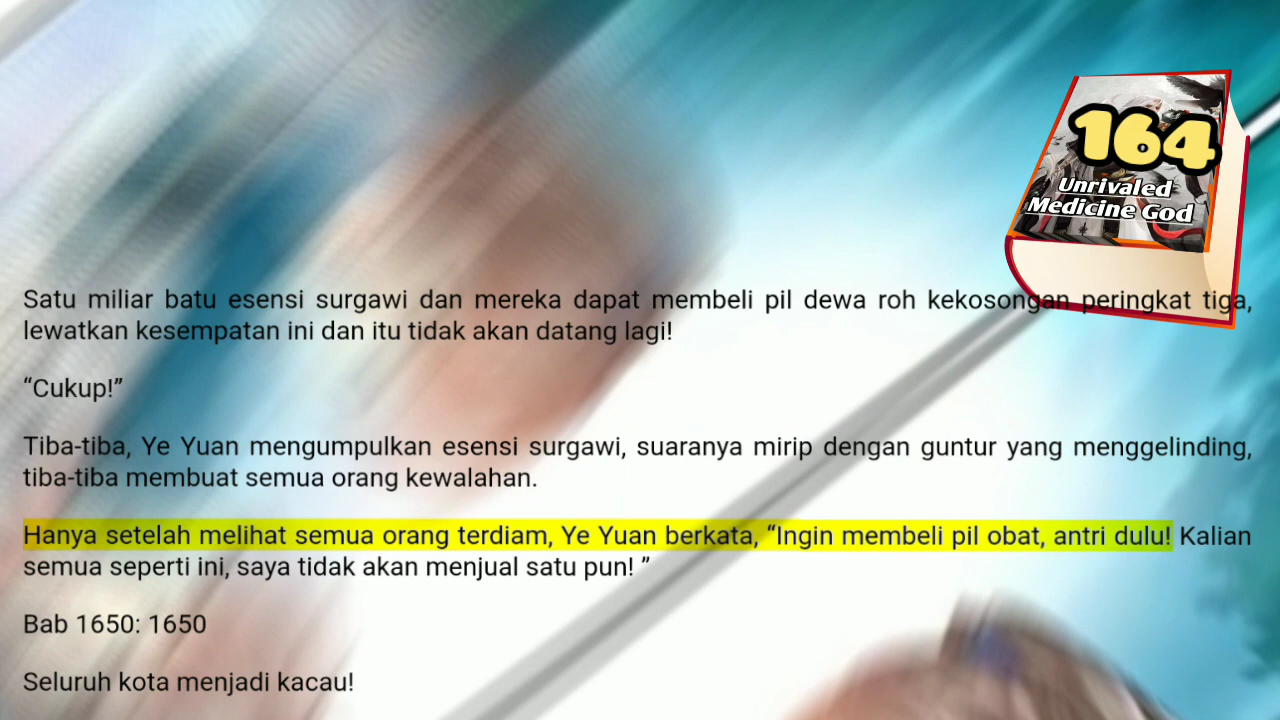 164
Unrivaled
Medicine God
Satu miliar batu esensi surgawi dan mereka dapat membeli pil dewa roh kekosongan peringkat tiga,
lewatkan kesempatan ini dan itu tidak akan datang lagi!
“Cukup!”
Tiba-tiba, Ye Yuan mengumpulkan esensi surgawi, suaranya mirip dengan guntur yang menggelinding,
tiba-tiba membuat semua orang kewalahan.
Hanya setelah melihat semua orang terdiam, Ye Yuan berkata, “Ingin membeli pil obat, antri dulu! Kalian
semua seperti ini, saya tidak akan menjual satu pun! ”
Bab 1650: 1650
Seluruh kota menjadi kacau!